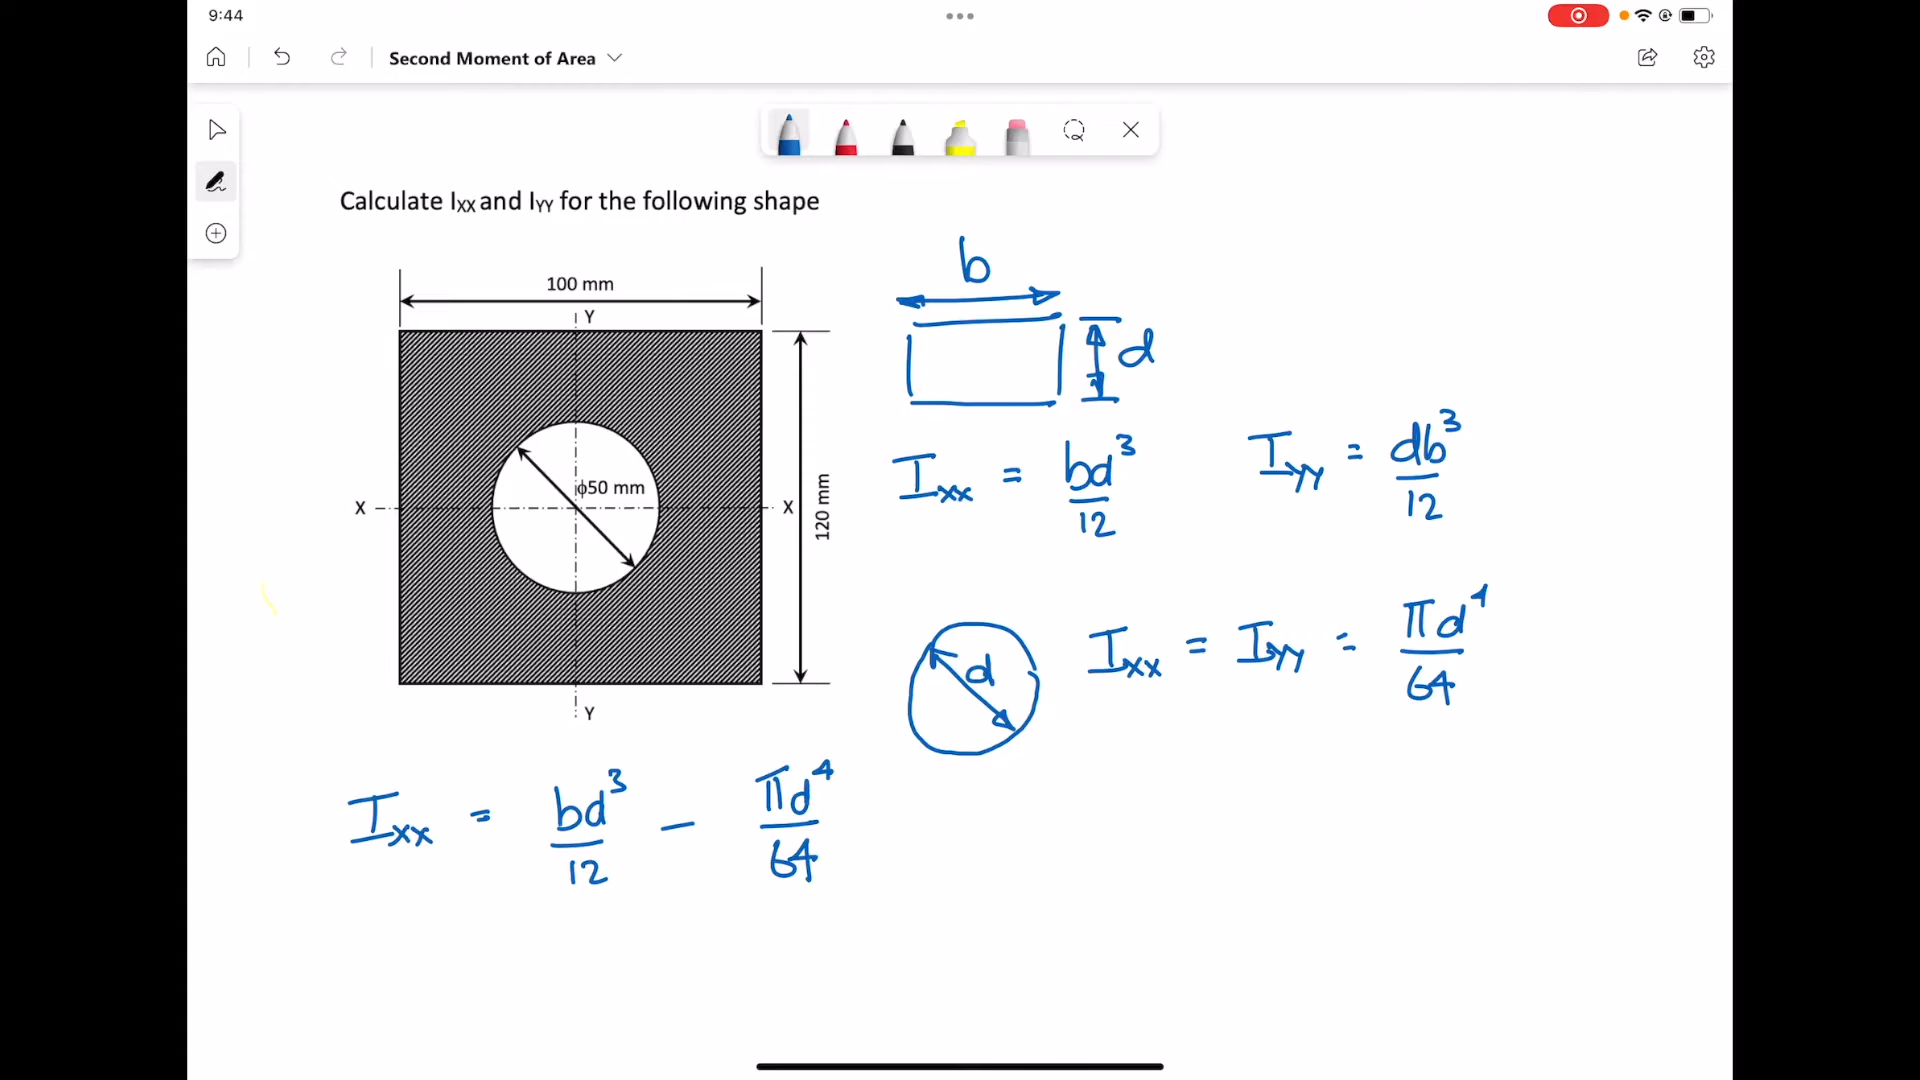 9:44
Second Moment of Area
Calculate Ixx and Iyy for the following shape
100 mm
Y
ϕ50 mm
X
X
120 mm
Y
b
d
Ixx = bd³/12
Iyy = db³/12
d
Ixx = Iyy = πd⁴/64
Ixx = bd³/12 − πd⁴/64